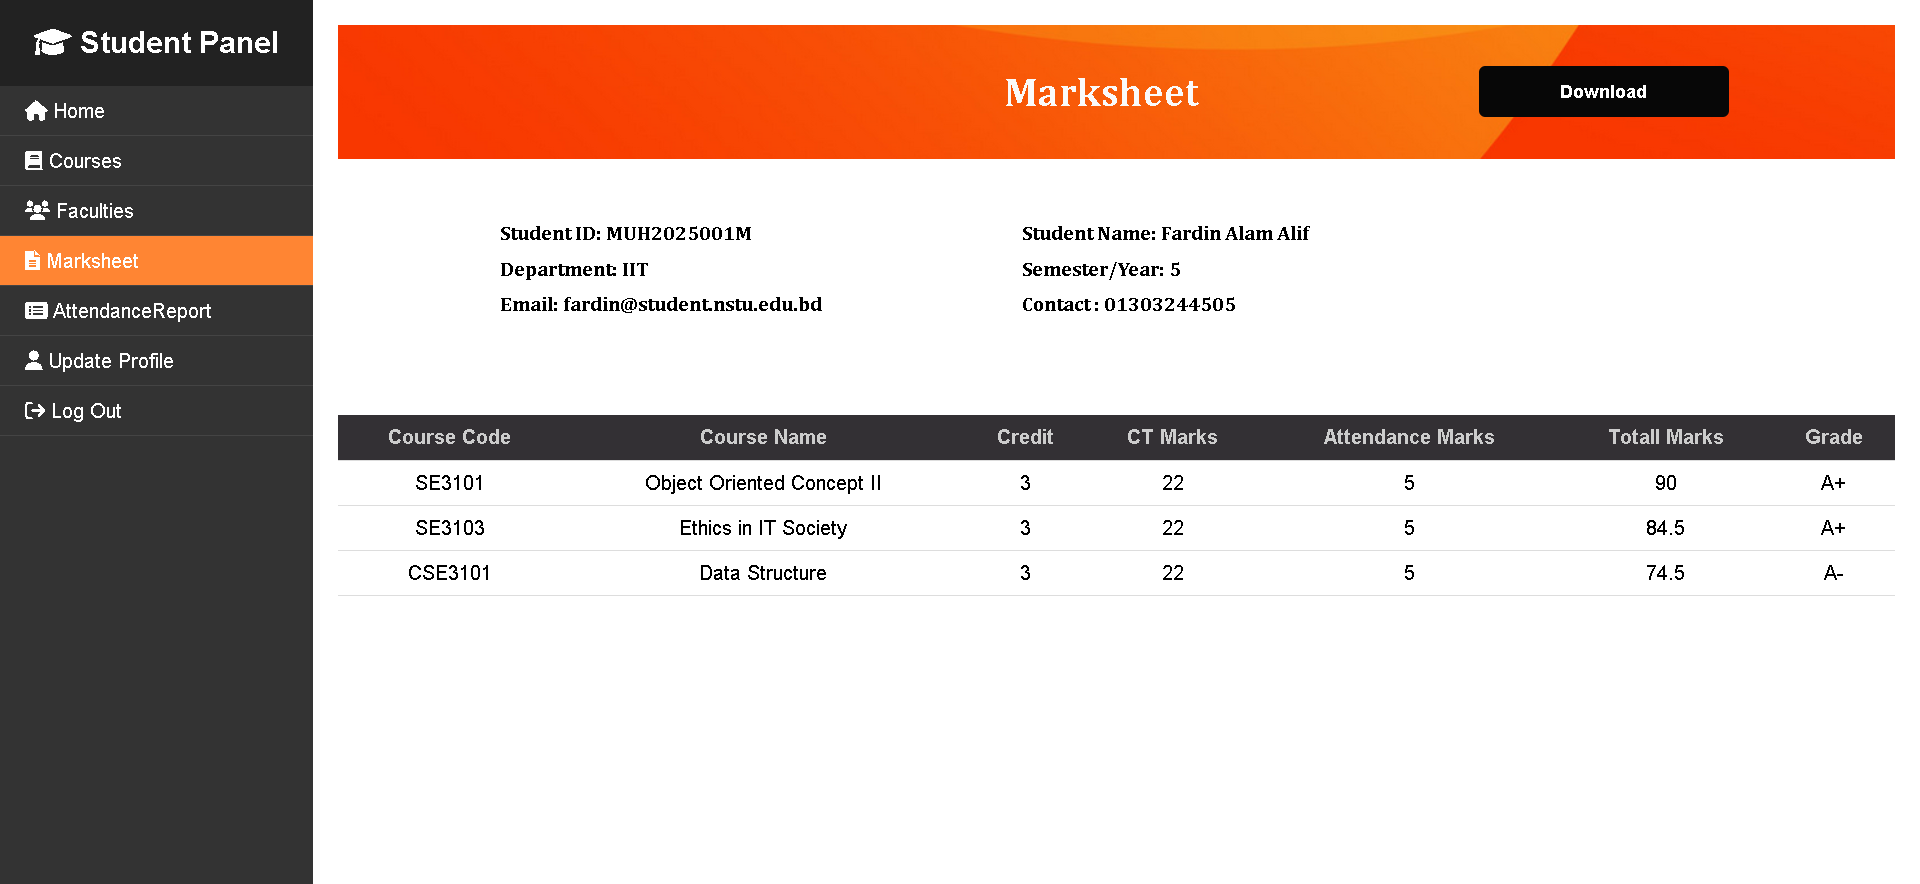 Student Panel
Home
Courses
Faculties
Marksheet
AttendanceReport
Update Profile
Log Out
Marksheet
Download
Student ID: MUH2025001M
Student Name: Fardin Alam Alif
Department: IIT
Semester/Year: 5
Email: fardin@student.nstu.edu.bd
Contact : 01303244505
Course Code Course Name Credit CT Marks Attendance Marks Totall Marks Grade
SE3101 Object Oriented Concept II 3 22 5 90 A+
SE3103 Ethics in IT Society 3 22 5 84.5 A+
CSE3101 Data Structure 3 22 5 74.5 A-